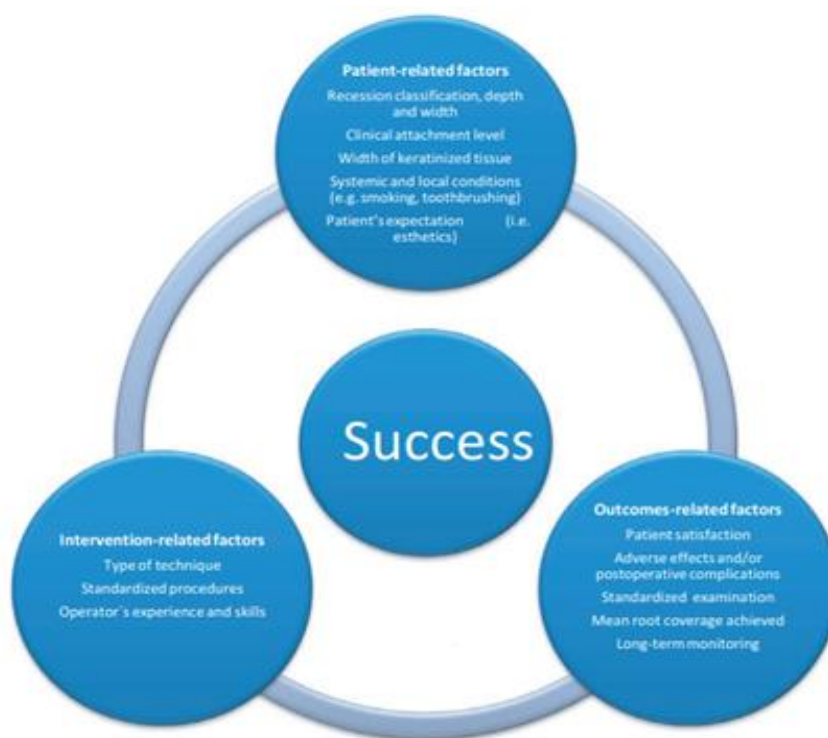 Patient-related factors
Recession classification, depth
and width
Clinical attachment level
Width of keratinized tissue
Systemic and local conditions
(e.g. smoking, toothbrushing)
Patient's expectation (i.e.
esthetics)
Success
Intervention-related factors
Type of technique
Standardized procedures
Operator´s experience and skills
Outcomes-related factors
Patient satisfaction
Adverse effects and/or
postoperative complications
Standardized examination
Mean root coverage achieved
Long-term monitoring